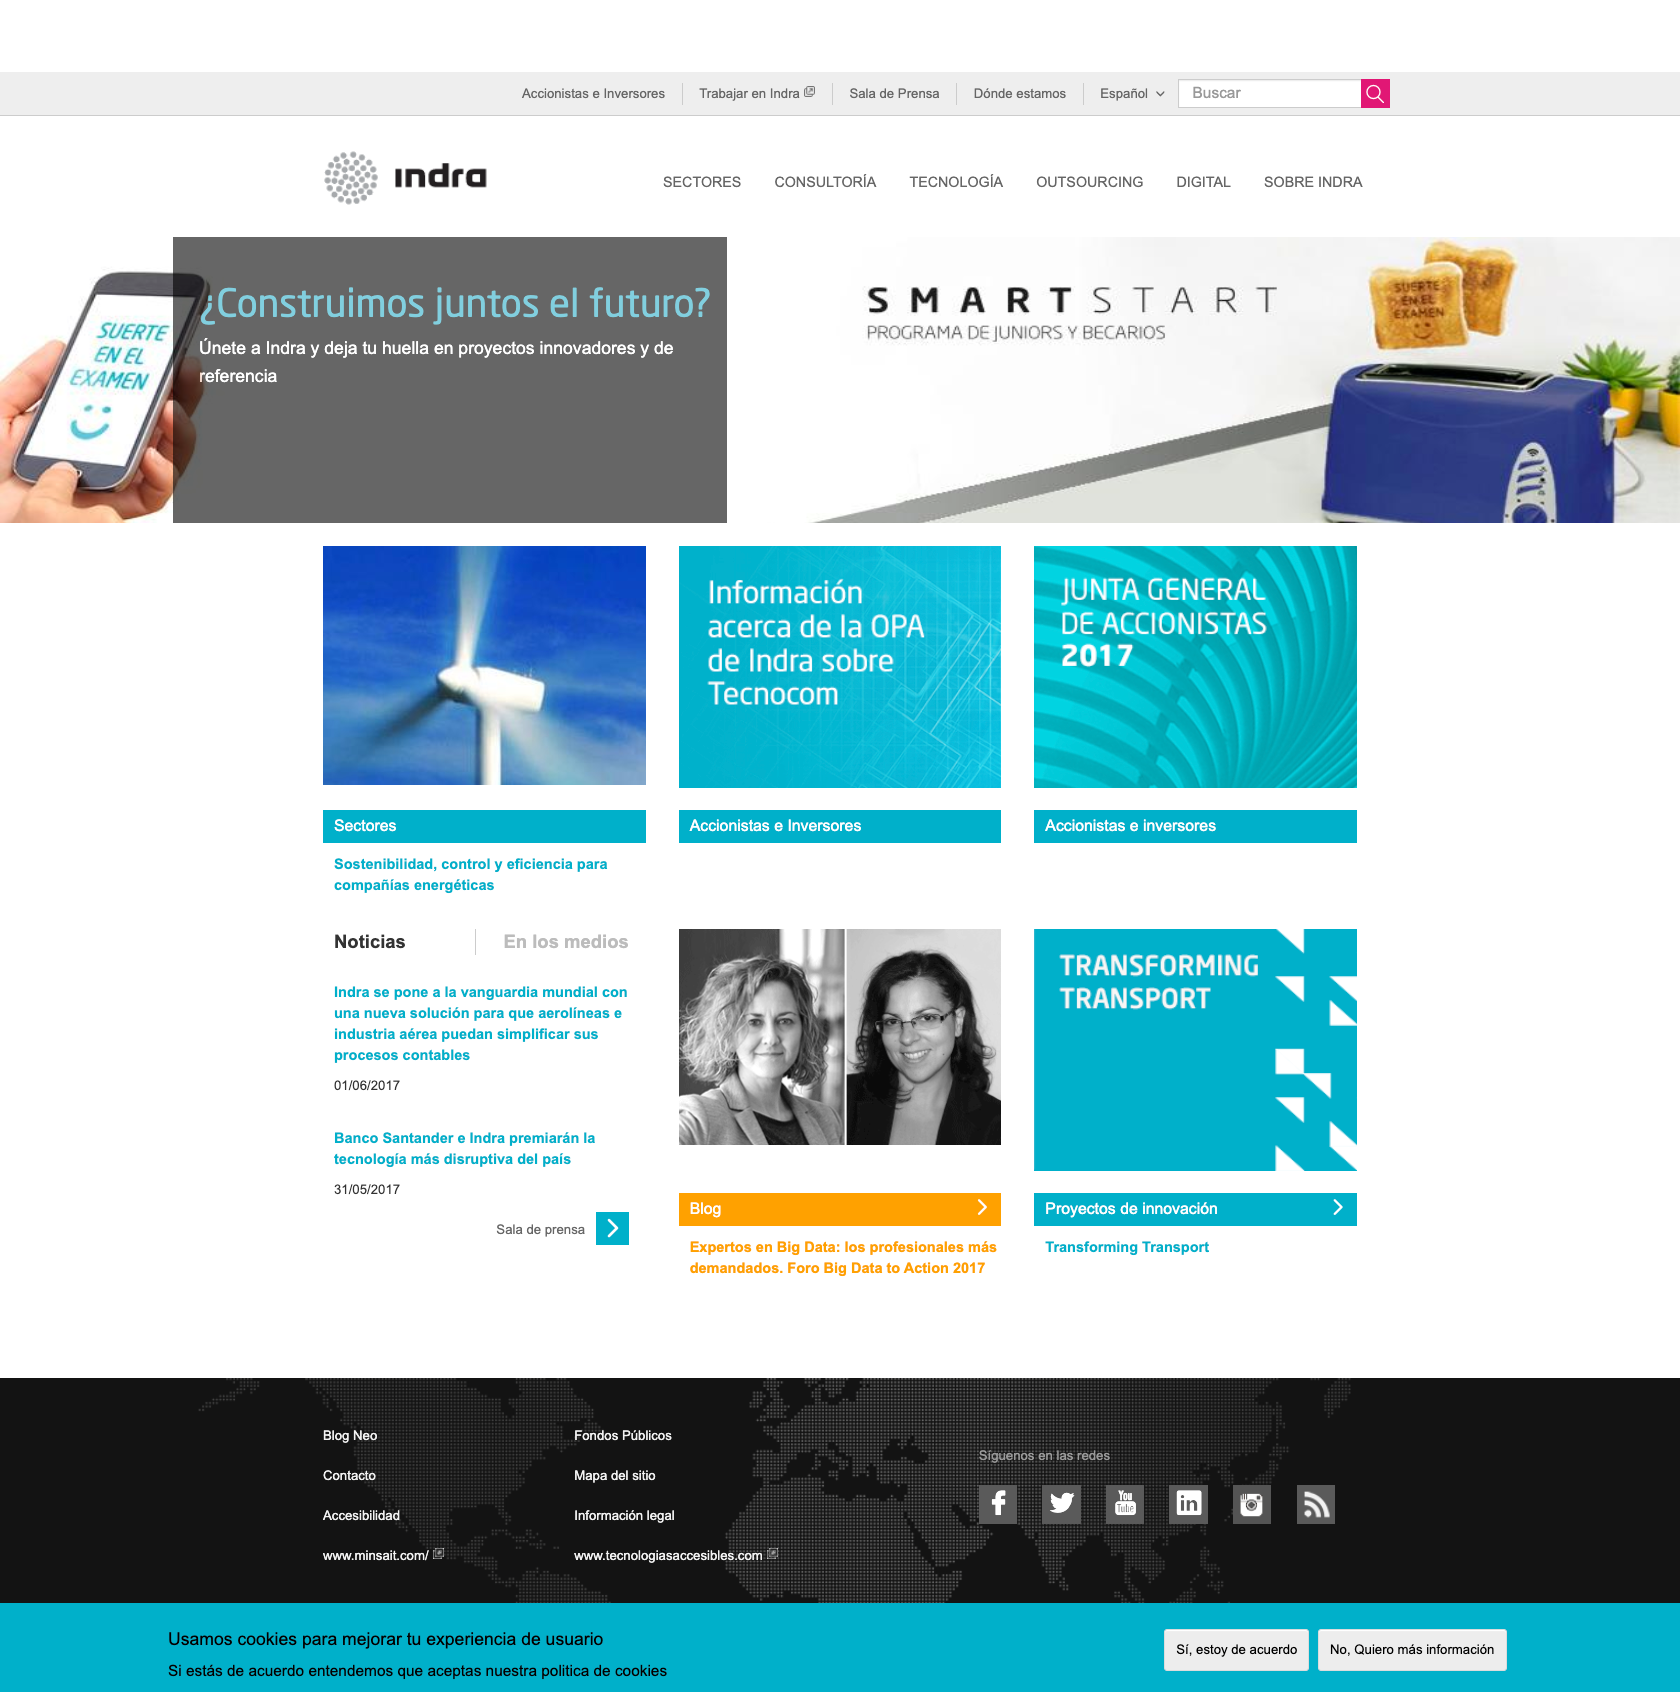 Accionistas e Inversores
Trabajar en Indra
Sala de Prensa
Dónde estamos
Español
Buscar
indra
SECTORES
CONSULTORÍA
TECNOLOGÍA
OUTSOURCING
DIGITAL
SOBRE INDRA
SUERTE
EN EL
EXAMEN
¿Construimos juntos el futuro?
Únete a Indra y deja tu huella en proyectos innovadores y de
referencia
SMARTSTART
PROGRAMA DE JUNIORS Y BECARIOS
SUERTE
EN EL
EXAMEN
Información
acerca de la OPA
de Indra sobre
Tecnocom
JUNTA GENERAL
DE ACCIONISTAS
2017
Sectores
Accionistas e Inversores
Accionistas e inversores
Sostenibilidad, control y eficiencia para
compañías energéticas
Noticias
En los medios
Indra se pone a la vanguardia mundial con
una nueva solución para que aerolíneas e
industria aérea puedan simplificar sus
procesos contables
01/06/2017
Banco Santander e Indra premiarán la
tecnología más disruptiva del país
31/05/2017
Sala de prensa
TRANSFORMING
TRANSPORT
Blog
Expertos en Big Data: los profesionales más
demandados. Foro Big Data to Action 2017
Proyectos de innovación
Transforming Transport
Blog Neo
Contacto
Accesibilidad
www.minsait.com/
Fondos Públicos
Mapa del sitio
Información legal
www.tecnologiasaccesibles.com
Síguenos en las redes
You
Tube
in
Usamos cookies para mejorar tu experiencia de usuario
Si estás de acuerdo entendemos que aceptas nuestra politica de cookies
Sí, estoy de acuerdo
No, Quiero más información